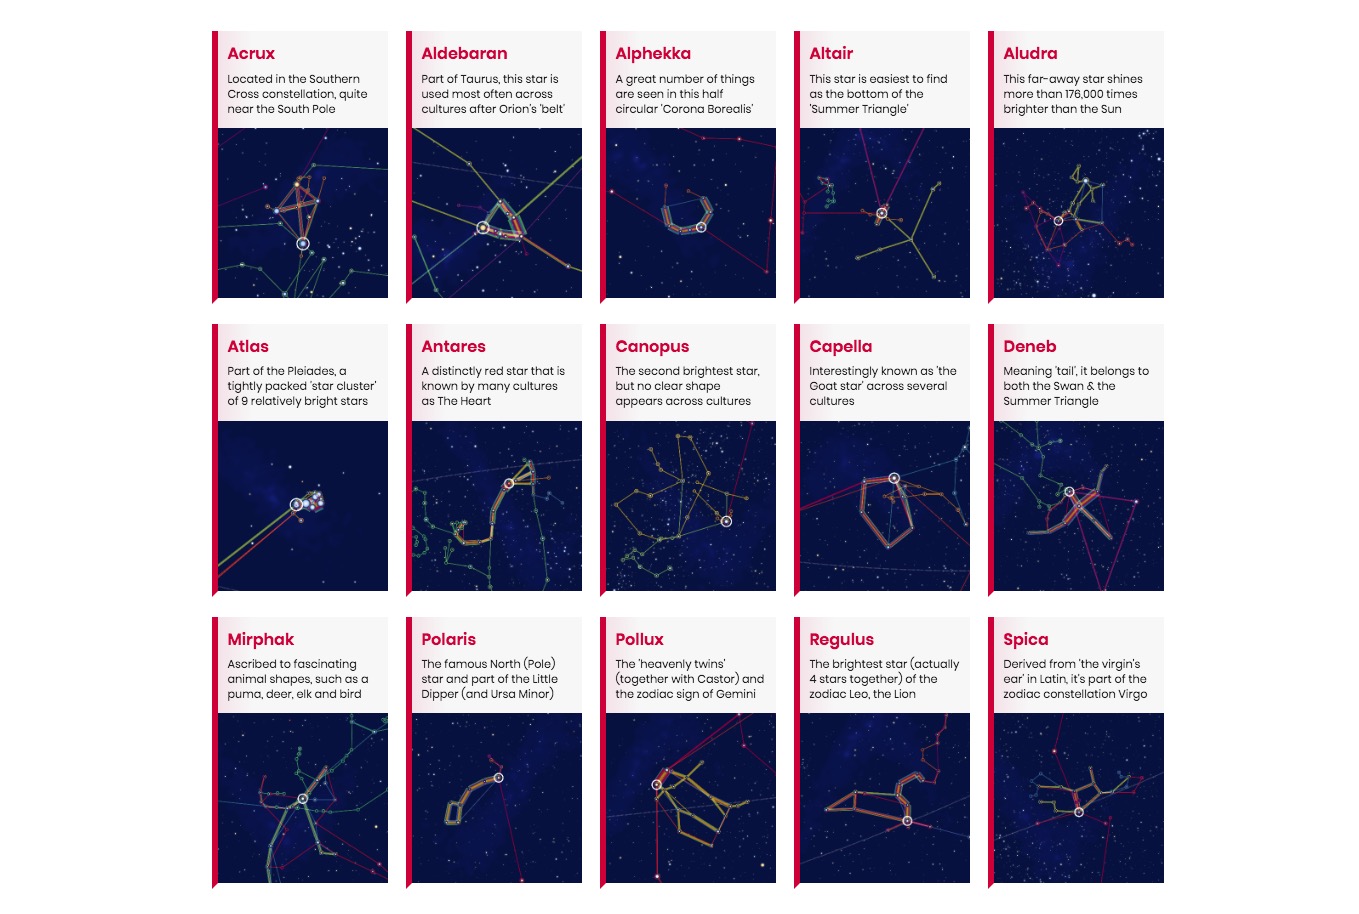 Acrux
Located in the Southern
Cross constellation, quite
near the South Pole
Aldebaran
Part of Taurus, this star is
used most often across
cultures after Orion's 'belt'
Alphekka
A great number of things
are seen in this half
circular 'Corona Borealis'
Altair
This star is easiest to find
as the bottom of the
'Summer Triangle'
Aludra
This far-away star shines
more than 176,000 times
brighter than the Sun
Atlas
Part of the Pleiades, a
tightly packed 'star cluster'
of 9 relatively bright stars
Antares
A distinctly red star that is
known by many cultures
as The Heart
Canopus
The second brightest star,
but no clear shape
appears across cultures
Capella
Interestingly known as 'the
Goat star' across several
cultures
Deneb
Meaning 'tail', it belongs to
both the Swan & the
Summer Triangle
Mirphak
Ascribed to fascinating
animal shapes, such as a
puma, deer, elk and bird
Polaris
The famous North (Pole)
star and part of the Little
Dipper (and Ursa Minor)
Pollux
The 'heavenly twins'
(together with Castor) and
the zodiac sign of Gemini
Regulus
The brightest star (actually
4 stars together) of the
zodiac Leo, the Lion
Spica
Derived from 'the virgin's
ear' in Latin, it's part of the
zodiac constellation Virgo